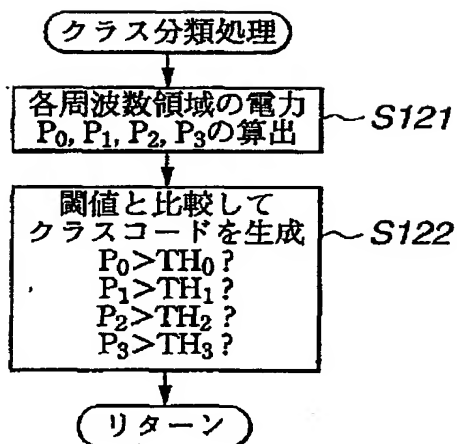 クラス分類処理
各周波数領域の電力
P₀, P₁, P₂, P₃の算出
S121
閾値と比較して
クラスコードを生成
S122
P₀>TH₀?
P₁>TH₁?
P₂>TH₂?
P₃>TH₃?
リターン